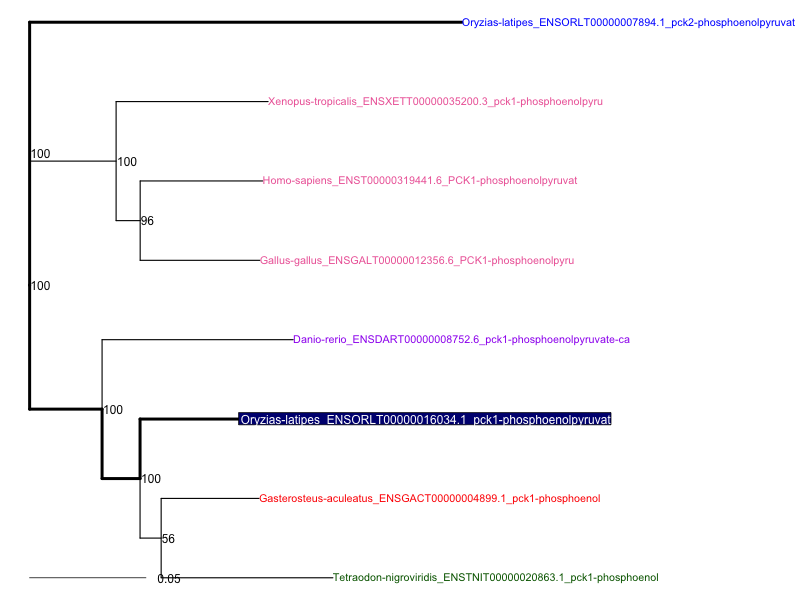 Oryzias-latipes_ENSORLT00000007894.1_pck2-phosphoenolpyruvat
Xenopus-tropicalis_ENSXETT00000035200.3_pck1-phosphoenolpyru
100
100
Homo-sapiens_ENST00000319441.6_PCK1-phosphoenolpyruvat
96
Gallus-gallus_ENSGALT00000012356.6_PCK1-phosphoenolpyru
100
Danio-rerio_ENSDART00000008752.6_pck1-phosphoenolpyruvate-ca
100
Oryzias-latipes_ENSORLT00000016034.1_pck1-phosphoenolpyruvat
100
Gasterosteus-aculeatus_ENSGACT00000004899.1_pck1-phosphoenol
56
0.05
Tetraodon-nigroviridis_ENSTNIT00000020863.1_pck1-phosphoenol